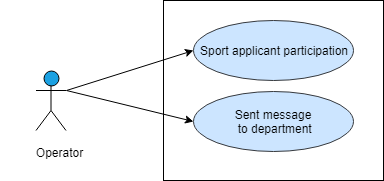 Sport applicant participation
Sent message
to department
Operator